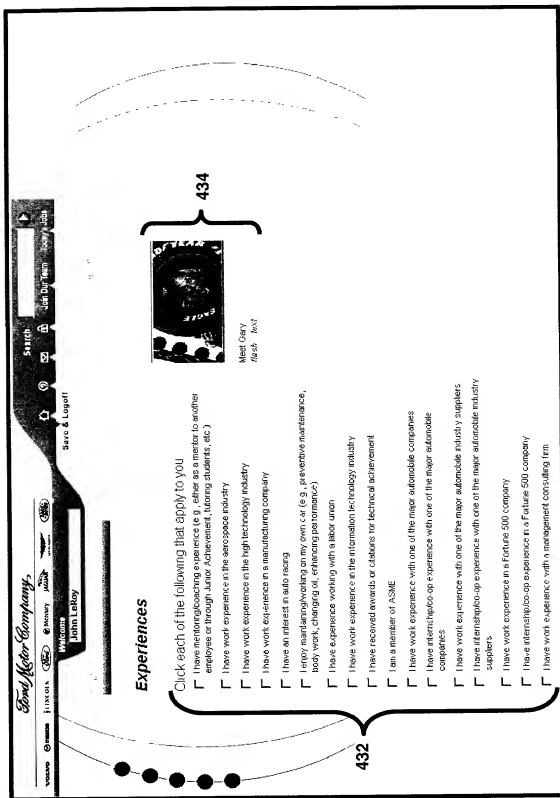 Ford Motor Company
VOLVO mazda LINCOLN Ford Mercury JAGUAR
Search
Join Our Team Today's Jobs
Save & Logoff
Welcome
John LeRoy
Experiences
Click each of the following that apply to you
I have mentoring/coaching experience (e g , either as a mentor to another
employee or through Junior Achievement, tutoring students, etc )
I have work experience in the aerospace industry
I have work experience in the high technology industry
I have work experience in a manufacturing company
I have an interest in auto racing
I enjoy maintaining/working on my own car (e g , preventive maintenance,
body work, changing oil, enhancing performance)
I have experience working with a labor union
I have work experience in the information technology industry
I have received awards or citations for technical achievement
I am a member of ASME
I have work experience with one of the major automobile companies
I have internship/co-op experience with one of the major automobile
companies
I have work experience with one of the major automobile industry suppliers
I have internship/co-op experience with one of the major automobile industry
suppliers
I have work experience in a Fortune 500 company
I have internship/co-op experience in a Fortune 500 company
I have work experience with a management consulting firm
432
EAGLE
Meet Gary
flash text
434